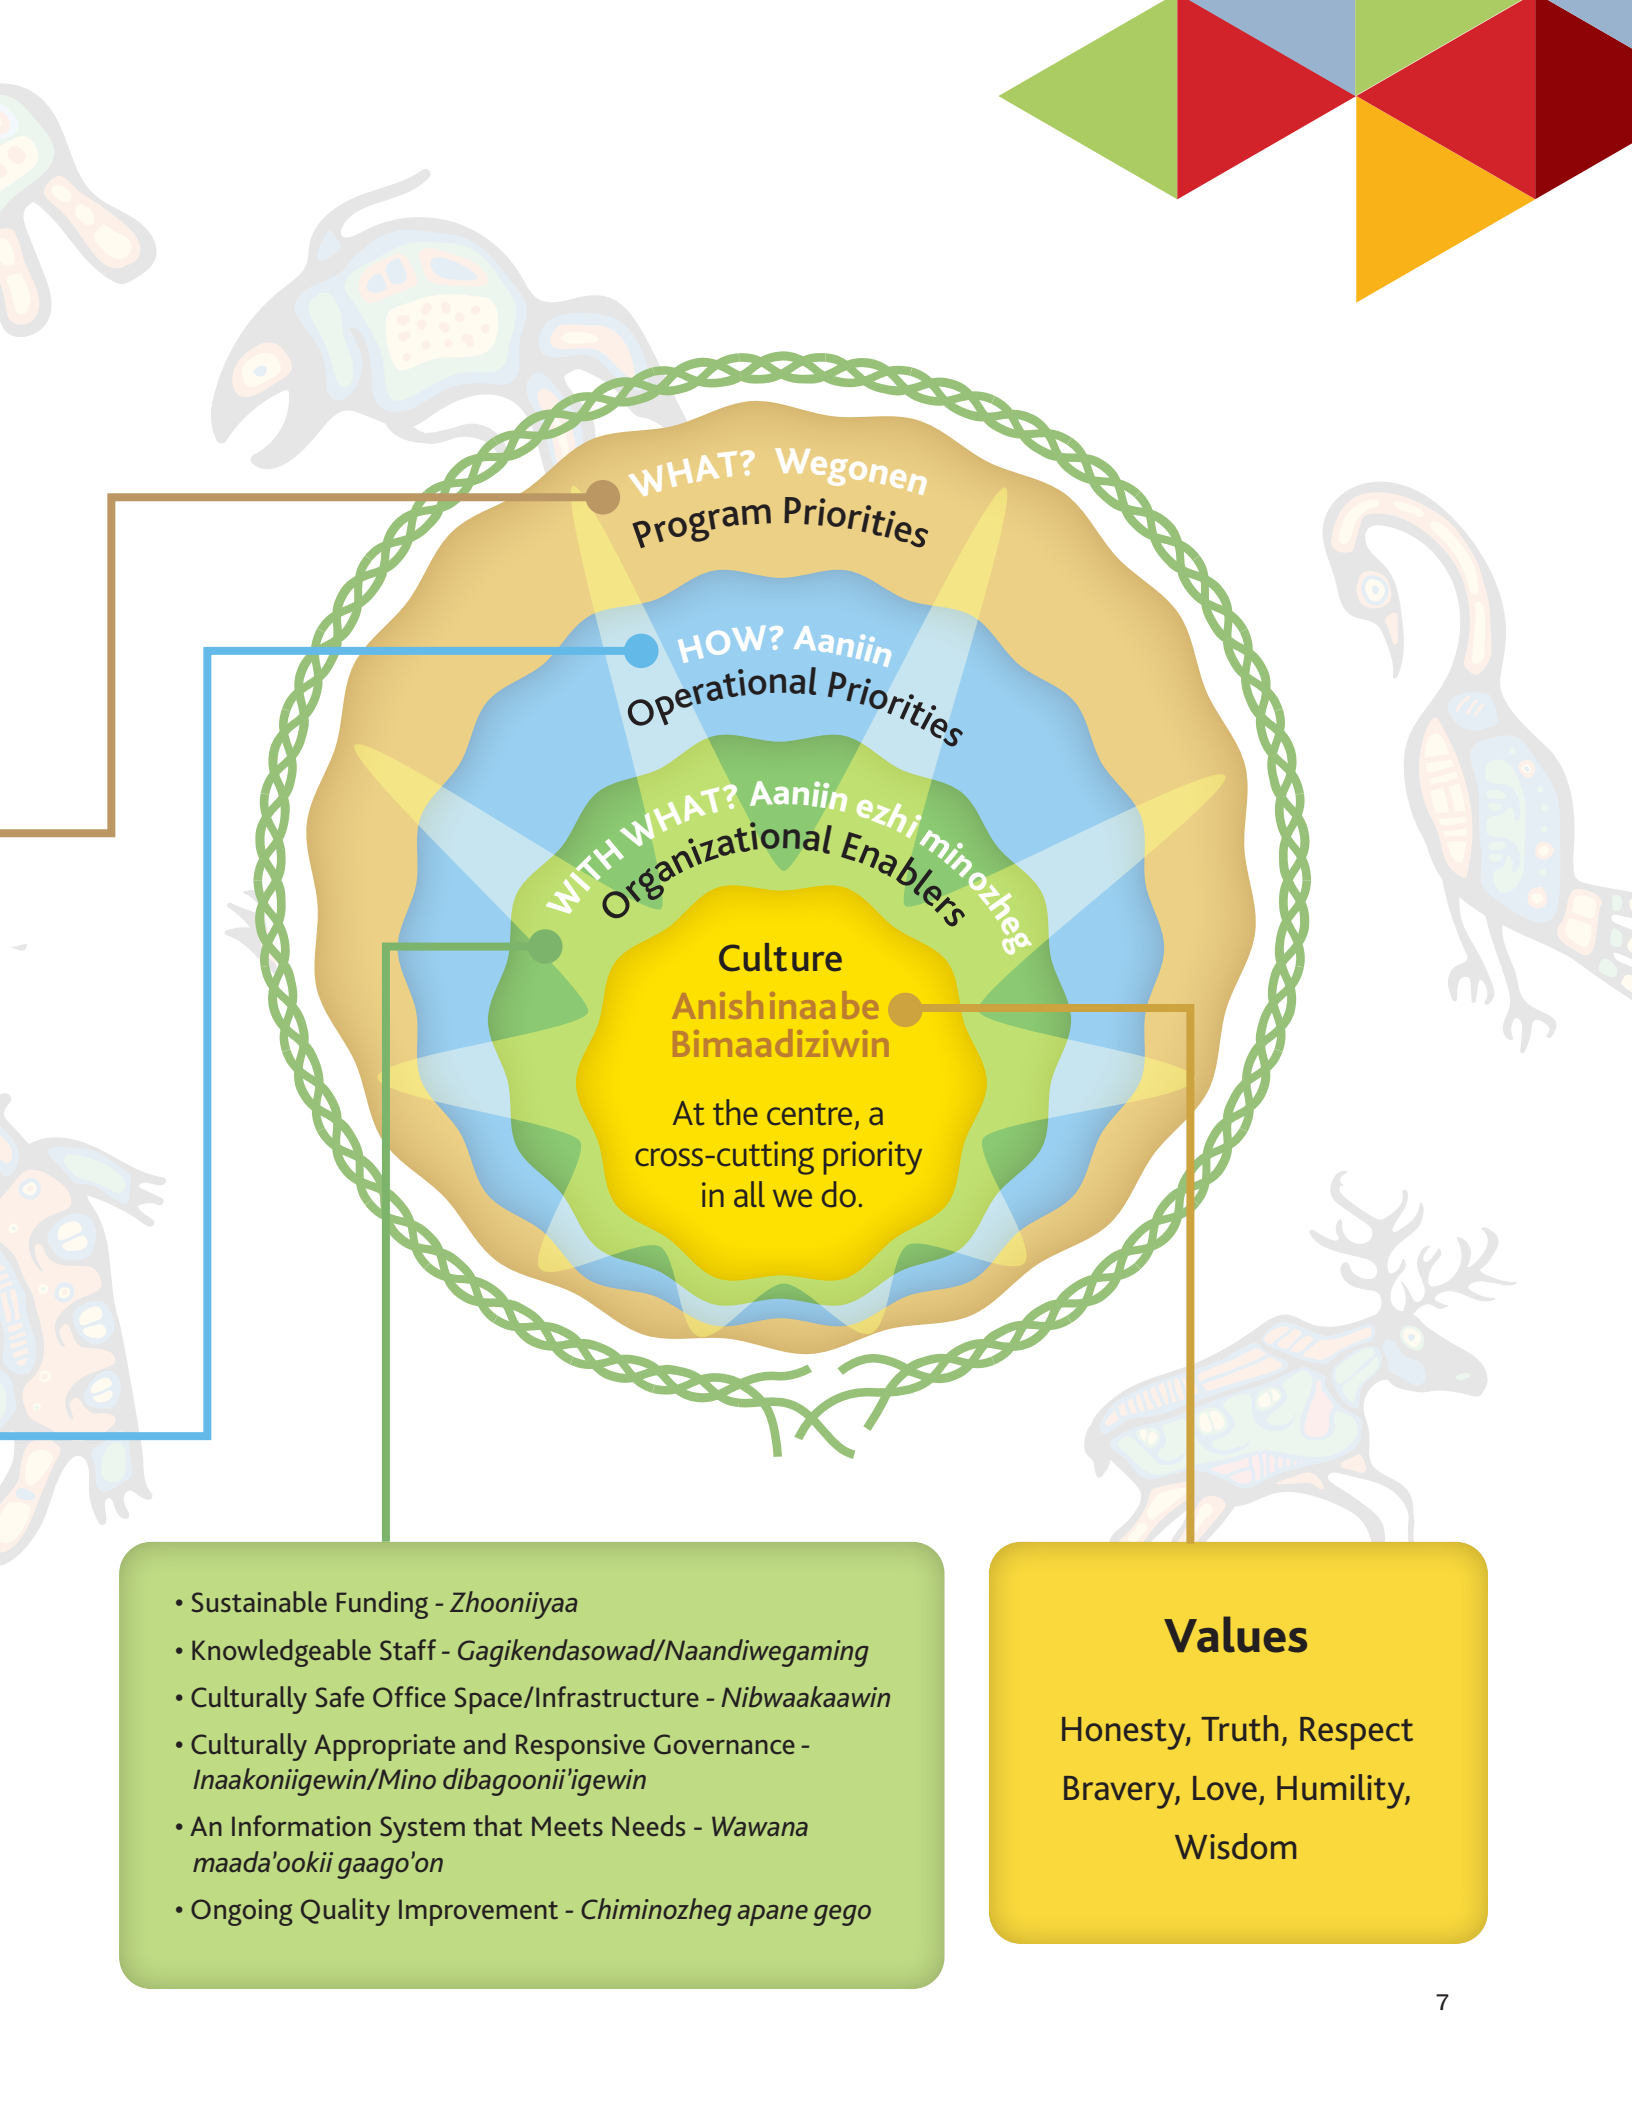 WHAT? Wegonen
Program Priorities
HOW? Aaniin
Operational Priorities
WITH WHAT? Aaniin ezhi minozheg
Organizational Enablers
Culture
Anishinaabe
Bimaadiziwin
At the centre, a
cross-cutting priority
in all we do.
• Sustainable Funding - Zhooniiyaa
• Knowledgeable Staff - Gagikendasowad/Naandiwegaming
• Culturally Safe Office Space/Infrastructure - Nibwaakaawin
• Culturally Appropriate and Responsive Governance -
Inaakoniigewin/Mino dibagoonii'igewin
• An Information System that Meets Needs - Wawana
maada'ookii gaago'on
• Ongoing Quality Improvement - Chiminozheg apane gego
Values
Honesty, Truth, Respect
Bravery, Love, Humility,
Wisdom
7